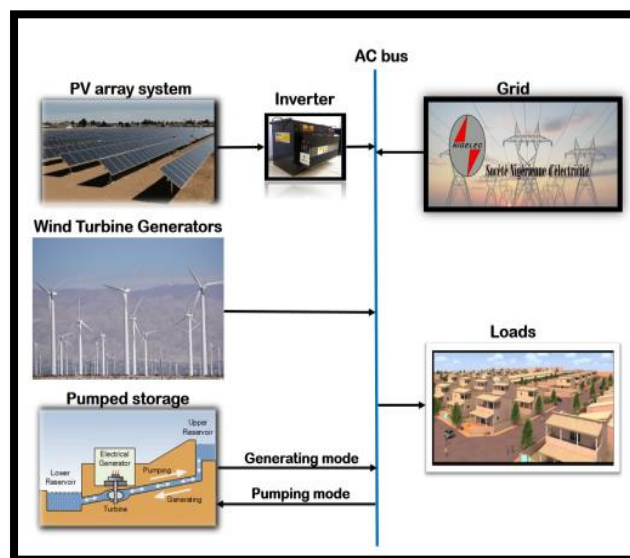 AC bus
PV array system
Inverter
Grid
NIGELEC
Société Nigérienne d'électricité
Wind Turbine Generators
Loads
Pumped storage
Upper
Reservoir
Electrical
Generator
Lower
Reservoir
Pumping
Generating
Turbine
Generating mode
Pumping mode